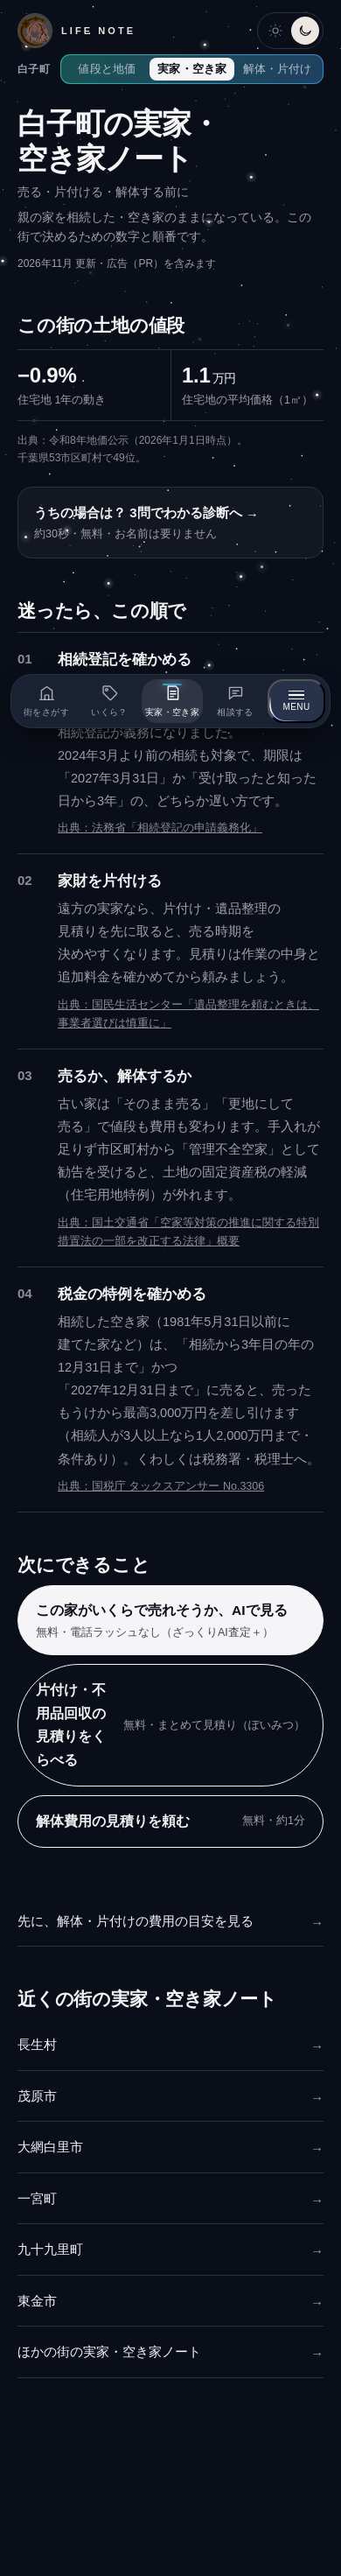 LIFE NOTE
白子町
値段と地価
実家・空き家
解体・片付け
白子町の実家・
空き家ノート
売る・片付ける・解体する前に
親の家を相続した・空き家のままになっている。この
街で決めるための数字と順番です。
2026年11月 更新・広告（PR）を含みます
この街の土地の値段
−0.9%
住宅地 1年の動き
1.1万円
住宅地の平均価格（1㎡）
出典：令和8年地価公示（2026年1月1日時点）。
千葉県53市区町村で49位。
うちの場合は？ 3問でわかる診断へ →
約30秒・無料・お名前は要りません
迷ったら、この順で
01 相続登記を確かめる
街をさがす
いくら？
実家・空き家
相談する
MENU
相続登記が義務になりました。
2024年3月より前の相続も対象で、期限は
「2027年3月31日」か「受け取ったと知った
日から3年」の、どちらか遅い方です。
出典：法務省「相続登記の申請義務化」
02 家財を片付ける
遠方の実家なら、片付け・遺品整理の
見積りを先に取ると、売る時期を
決めやすくなります。見積りは作業の中身と
追加料金を確かめてから頼みましょう。
出典：国民生活センター「遺品整理を頼むときは、
事業者選びは慎重に」
03 売るか、解体するか
古い家は「そのまま売る」「更地にして
売る」で値段も費用も変わります。手入れが
足りず市区町村から「管理不全空家」として
勧告を受けると、土地の固定資産税の軽減
（住宅用地特例）が外れます。
出典：国土交通省「空家等対策の推進に関する特別
措置法の一部を改正する法律」概要
04 税金の特例を確かめる
相続した空き家（1981年5月31日以前に
建てた家など）は、「相続から3年目の年の
12月31日まで」かつ
「2027年12月31日まで」に売ると、売った
もうけから最高3,000万円を差し引けます
（相続人が3人以上なら1人2,000万円まで・
条件あり）。くわしくは税務署・税理士へ。
出典：国税庁 タックスアンサー No.3306
次にできること
この家がいくらで売れそうか、AIで見る
無料・電話ラッシュなし（ざっくりAI査定＋）
片付け・不
用品回収の
見積りをく
らべる
無料・まとめて見積り（ぽいみつ）
解体費用の見積りを頼む
無料・約1分
先に、解体・片付けの費用の目安を見る →
近くの街の実家・空き家ノート
長生村 →
茂原市 →
大網白里市 →
一宮町 →
九十九里町 →
東金市 →
ほかの街の実家・空き家ノート →